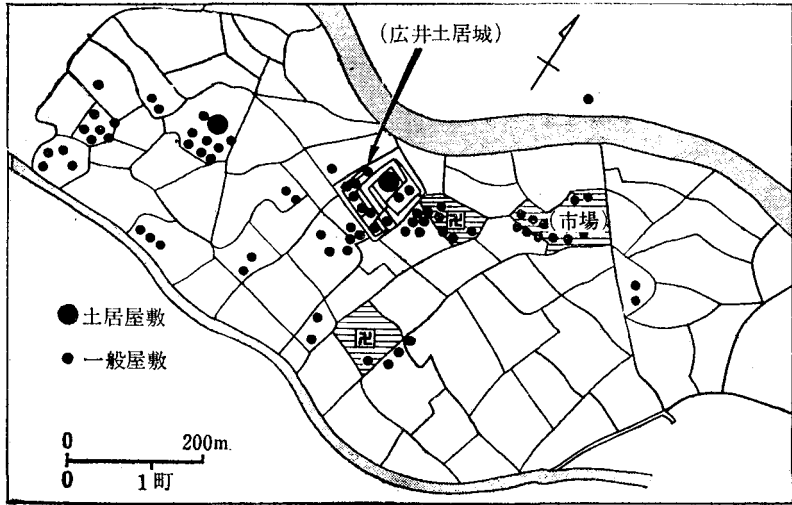 (広井土居城)
卍
(市場)
卍
土居屋敷
一般屋敷
0 200m.
0 1町